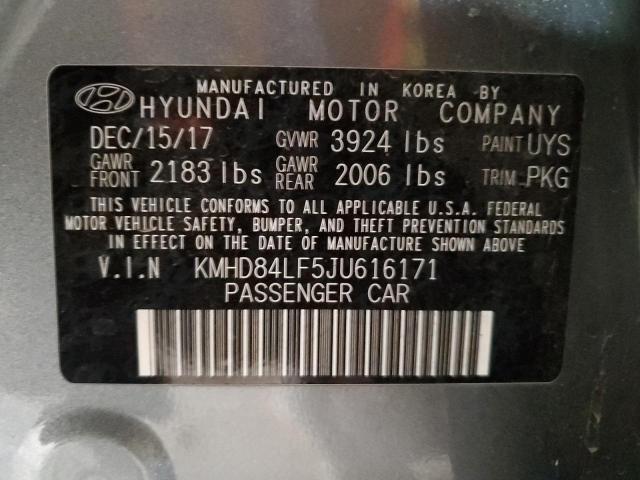 MANUFACTURED IN KOREA BY
HYUNDAI MOTOR COMPANY
DEC/15/17 GVWR 3924 lbs PAINT UYS
GAWR FRONT 2183 lbs GAWR REAR 2006 lbs TRIM PKG
THIS VEHICLE CONFORMS TO ALL APPLICABLE U.S.A. FEDERAL
MOTOR VEHICLE SAFETY, BUMPER, AND THEFT PREVENTION STANDARDS
IN EFFECT ON THE DATE OF MANUFACTURE SHOWN ABOVE
V.I.N KMHD84LF5JU616171
PASSENGER CAR